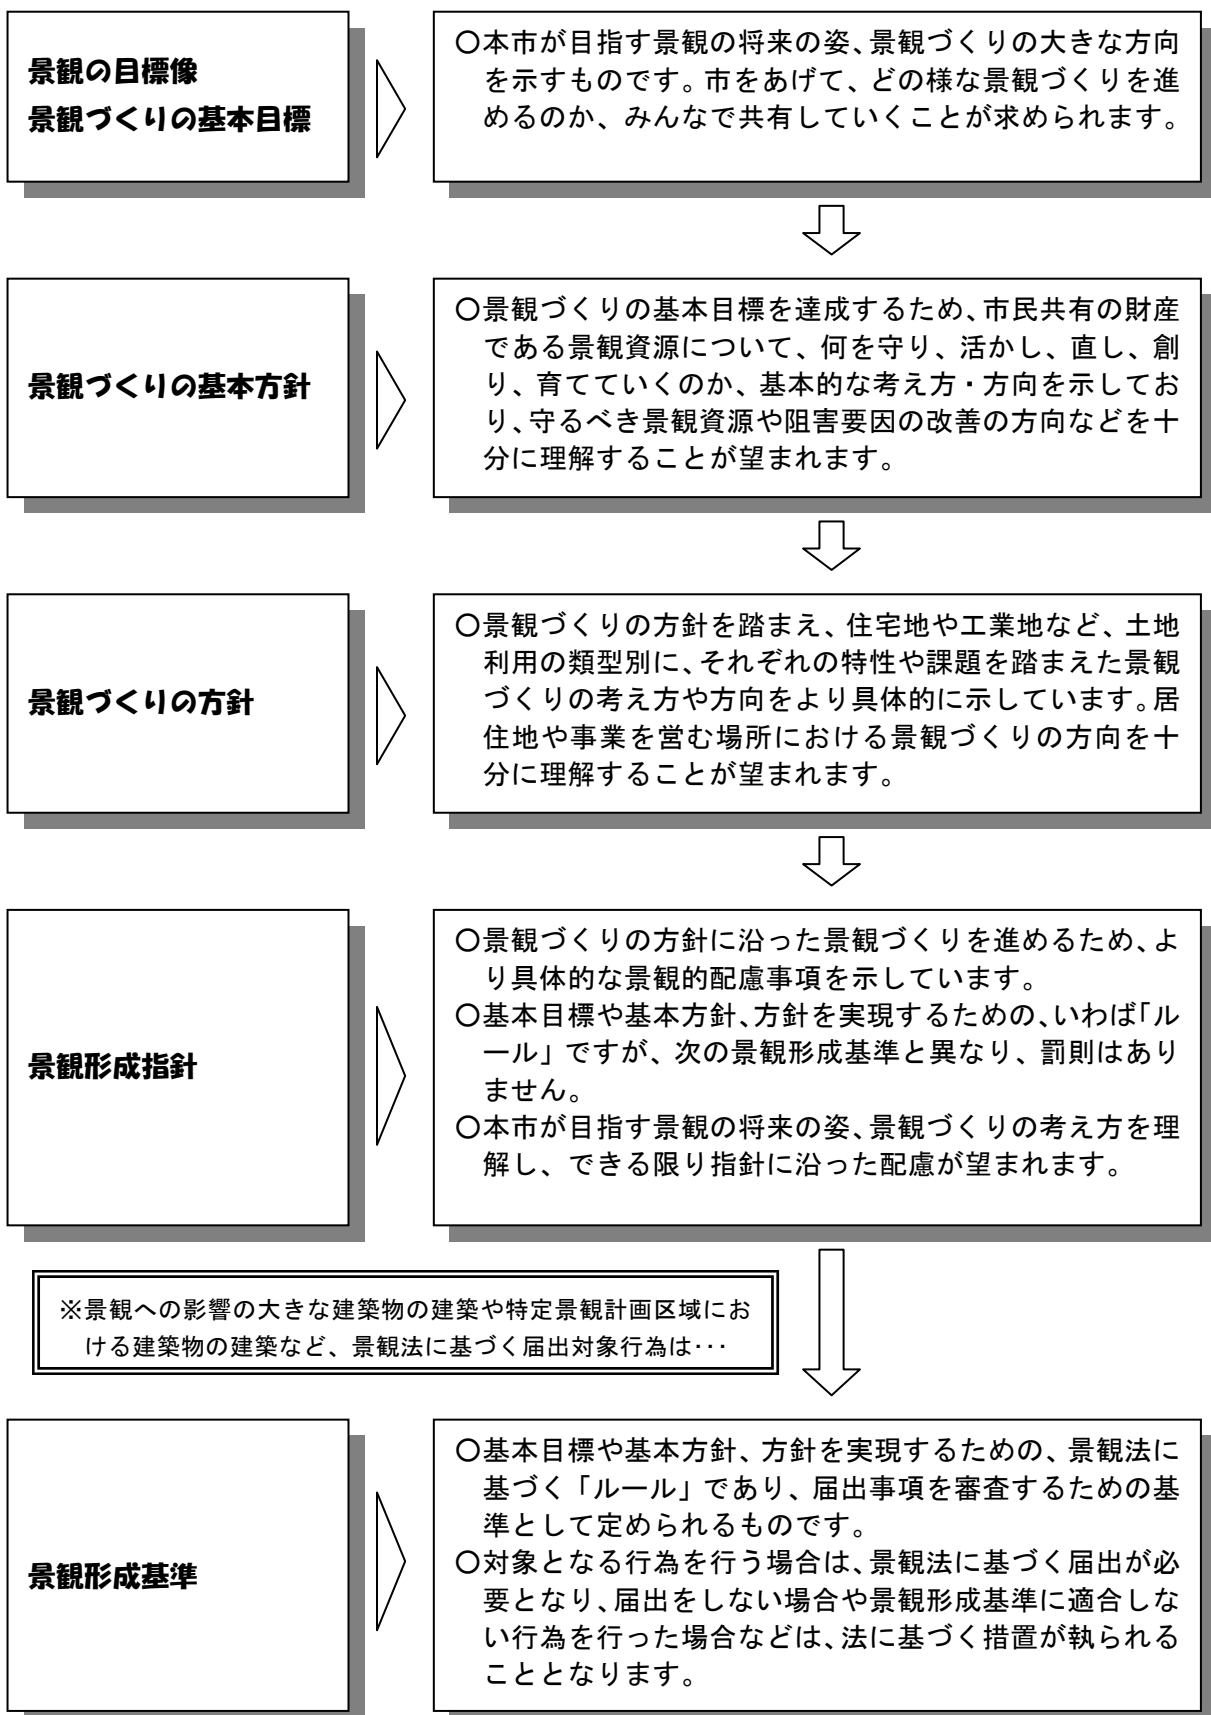 景観の目標像
景観づくりの基本目標
〇本市が目指す景観の将来の姿、景観づくりの大きな方向
を示すものです。市をあげて、どの様な景観づくりを進
めるのか、みんなで共有していくことが求められます。
景観づくりの基本方針
〇景観づくりの基本目標を達成するため、市民共有の財産
である景観資源について、何を守り、活かし、直し、創
り、育てていくのか、基本的な考え方・方向を示してお
り、守るべき景観資源や阻害要因の改善の方向などを十
分に理解することが望まれます。
景観づくりの方針
〇景観づくりの方針を踏まえ、住宅地や工業地など、土地
利用の類型別に、それぞれの特性や課題を踏まえた景観
づくりの考え方や方向をより具体的に示しています。居
住地や事業を営む場所における景観づくりの方向を十
分に理解することが望まれます。
景観形成指針
〇景観づくりの方針に沿った景観づくりを進めるため、よ
り具体的な景観的配慮事項を示しています。
〇基本目標や基本方針、方針を実現するための、いわば「ル
ール」ですが、次の景観形成基準と異なり、罰則はあり
ません。
〇本市が目指す景観の将来の姿、景観づくりの考え方を理
解し、できる限り指針に沿った配慮が望まれます。
※景観への影響の大きな建築物の建築や特定景観計画区域にお
ける建築物の建築など、景観法に基づく届出対象行為は･･･
景観形成基準
〇基本目標や基本方針、方針を実現するための、景観法に
基づく「ルール」であり、届出事項を審査するための基
準として定められるものです。
〇対象となる行為を行う場合は、景観法に基づく届出が必
要となり、届出をしない場合や景観形成基準に適合しな
い行為を行った場合などは、法に基づく措置が執られる
こととなります。